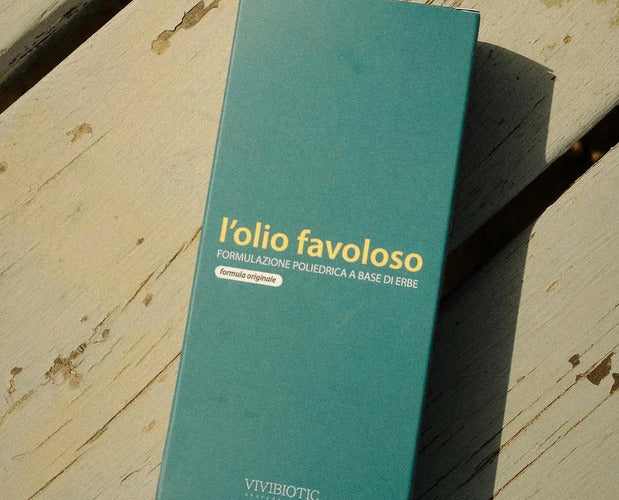 l'olio favoloso
FORMULAZIONE POLIEDRICA A BASE DI ERBE
formula originale
VIVIBIOTIC